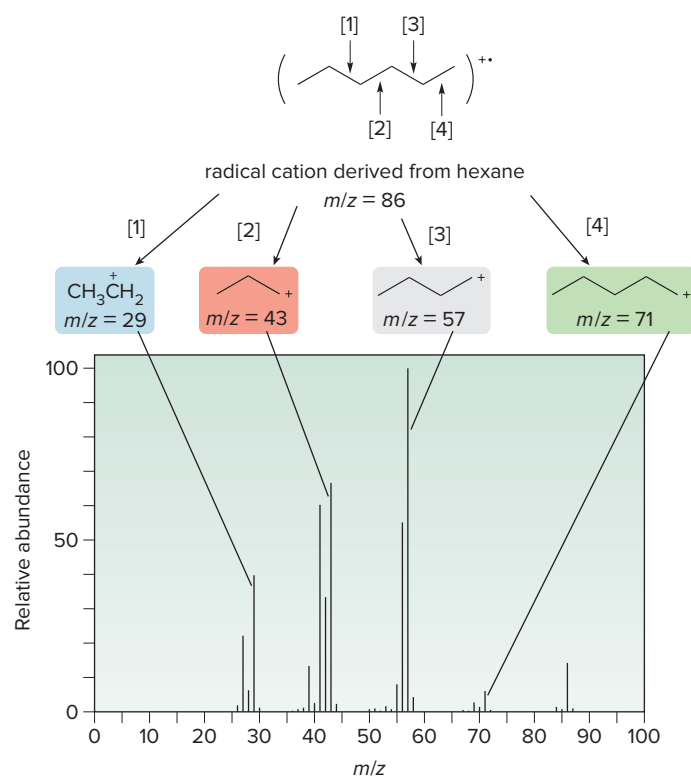 [1]
[3]
+•
[2]
[4]
radical cation derived from hexane
m/z = 86
[1]
[2]
[3]
[4]
+
CH3CH2
m/z = 29
+
m/z = 43
+
m/z = 57
+
m/z = 71
100
50
0
Relative abundance
0 10 20 30 40 50 60 70 80 90 100
m/z